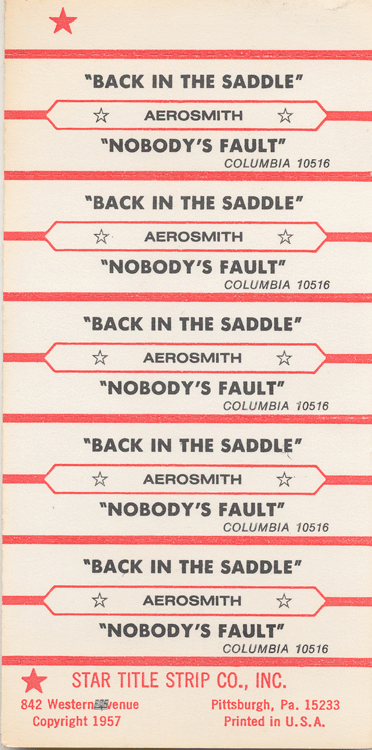 "BACK IN THE SADDLE"
☆ AEROSMITH ☆
"NOBODY'S FAULT"
COLUMBIA 10516
"BACK IN THE SADDLE"
☆ AEROSMITH ☆
"NOBODY'S FAULT"
COLUMBIA 10516
"BACK IN THE SADDLE"
☆ AEROSMITH ☆
"NOBODY'S FAULT"
COLUMBIA 10516
"BACK IN THE SADDLE"
☆ AEROSMITH ☆
"NOBODY'S FAULT"
COLUMBIA 10516
"BACK IN THE SADDLE"
☆ AEROSMITH ☆
"NOBODY'S FAULT"
COLUMBIA 10516
STAR TITLE STRIP CO., INC.
842 Western venue Pittsburgh, Pa. 15233
Copyright 1957 Printed in U.S.A.